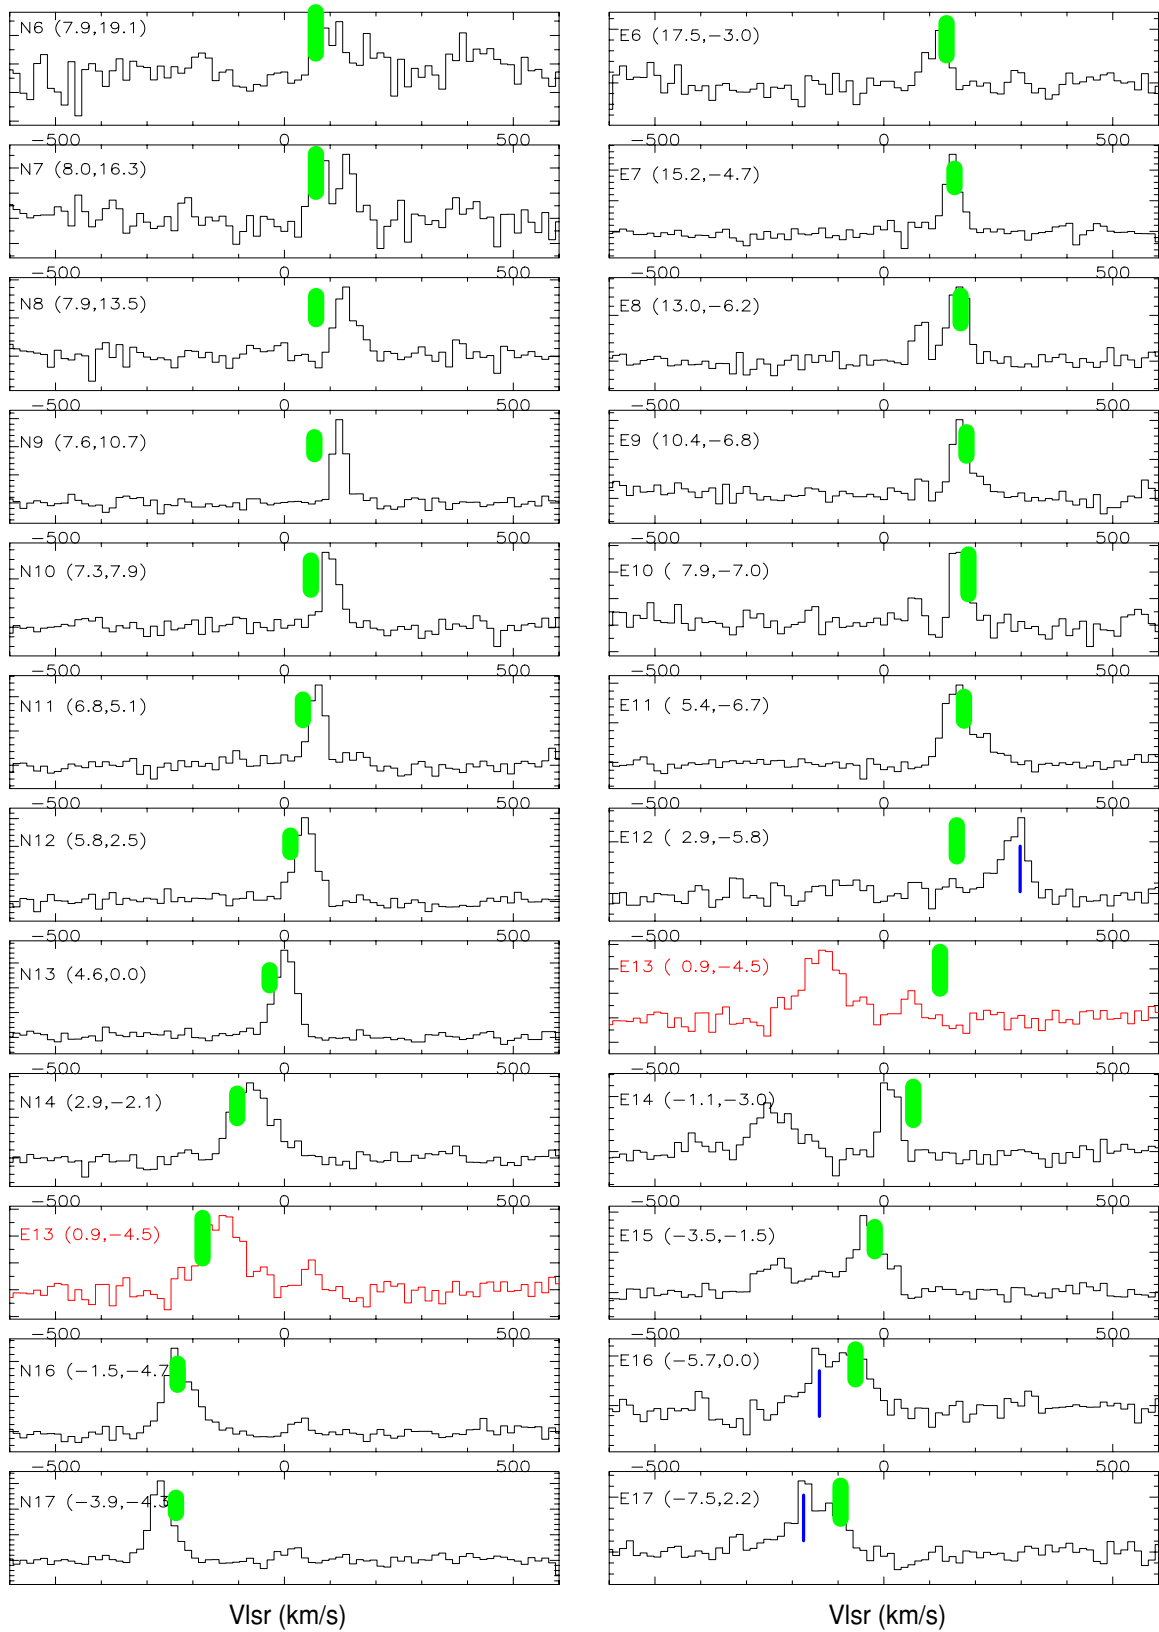 N6 (7.9,19.1)
−500 0 500
N7 (8.0,16.3)
−500 0 500
N8 (7.9,13.5)
−500 0 500
N9 (7.6,10.7)
−500 0 500
N10 (7.3,7.9)
−500 0 500
N11 (6.8,5.1)
−500 0 500
N12 (5.8,2.5)
−500 0 500
N13 (4.6,0.0)
−500 0 500
N14 (2.9,−2.1)
−500 0 500
E13 (0.9,−4.5)
−500 0 500
N16 (−1.5,−4.7
−500 0 500
N17 (−3.9,−4.3
Vlsr (km/s)
E6 (17.5,−3.0)
−500 0 500
E7 (15.2,−4.7)
−500 0 500
E8 (13.0,−6.2)
−500 0 500
E9 (10.4,−6.8)
−500 0 500
E10 ( 7.9,−7.0)
−500 0 500
E11 ( 5.4,−6.7)
−500 0 500
E12 ( 2.9,−5.8)
−500 0 500
E13 ( 0.9,−4.5)
−500 0 500
E14 (−1.1,−3.0)
−500 0 500
E15 (−3.5,−1.5)
−500 0 500
E16 (−5.7,0.0)
−500 0 500
E17 (−7.5,2.2)
Vlsr (km/s)